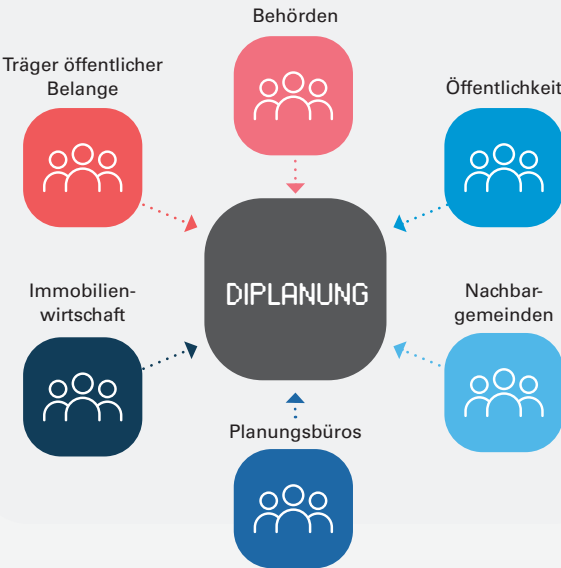 Behörden
Träger öffentlicher
Belange
Öffentlichkeit
DIPLANUNG
Immobilien-
wirtschaft
Nachbar-
gemeinden
Planungsbüros